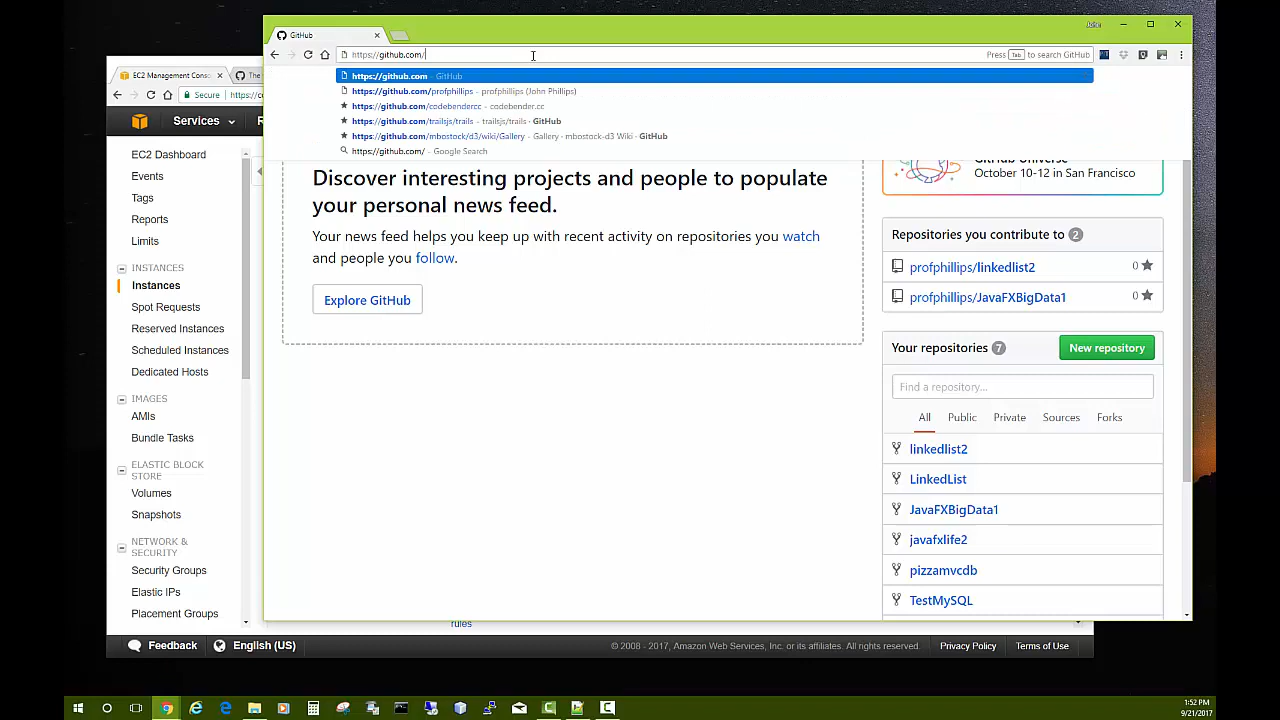 John
GitHub
https://github.com/
Press Tab to search GitHub
https://github.com - GitHub
https://github.com/profphillips - profphillips (John Phillips)
https://github.com/codebendercc - codebender.cc
https://github.com/trailsjs/trails - trailsjs/trails · GitHub
https://github.com/mbostock/d3/wiki/Gallery - Gallery · mbostock-d3 Wiki · GitHub
https://github.com/ - Google Search
EC2 Management Cons
The
Secure
https://c
Services
EC2 Dashboard
Events
Tags
Reports
Limits
INSTANCES
Instances
Spot Requests
Reserved Instances
Scheduled Instances
Dedicated Hosts
IMAGES
AMIs
Bundle Tasks
ELASTIC BLOCK
STORE
Volumes
Snapshots
NETWORK &
SECURITY
Security Groups
Elastic IPs
Placement Groups
Discover interesting projects and people to populate
your personal news feed.
Your news feed helps you keep up with recent activity on repositories you watch
and people you follow.
Explore GitHub
GitHub Universe
October 10-12 in San Francisco
Repositories you contribute to 2
profphillips/linkedlist2 0
profphillips/JavaFXBigData1 0
Your repositories 7
New repository
Find a repository...
All Public Private Sources Forks
linkedlist2
LinkedList
JavaFXBigData1
javafxlife2
pizzamvcdb
TestMySQL
rules
Feedback
English (US)
© 2008 - 2017, Amazon Web Services, Inc. or its affiliates. All rights reserved.
Privacy Policy
Terms of Use
1:52 PM
9/21/2017